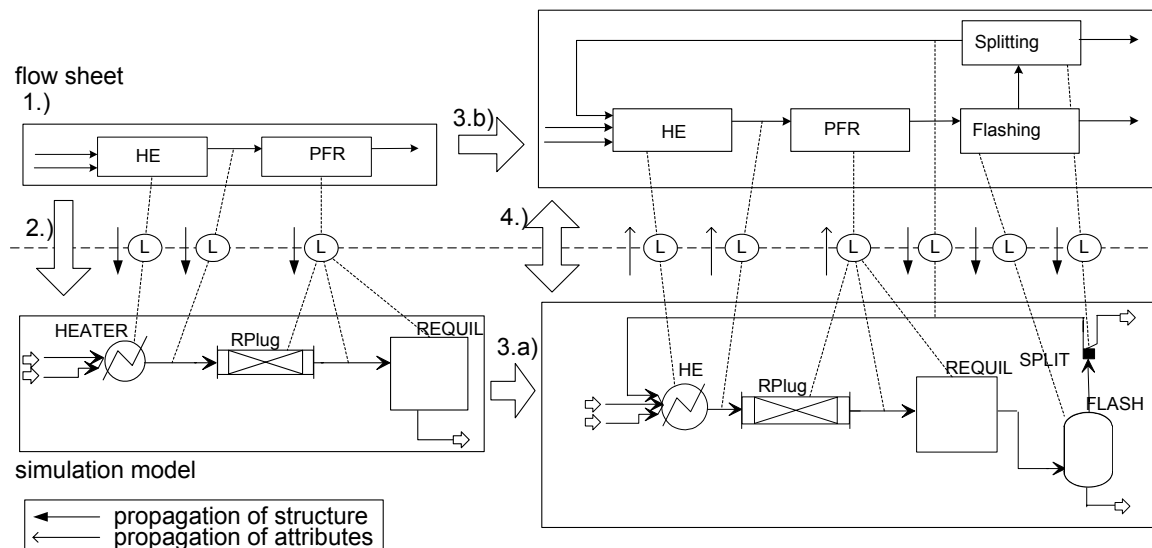 flow sheet
1.)
HE
PFR
3.b)
Splitting
HE
PFR
Flashing
2.)
4.)
L
L
L
L
L
L
L
L
L
HEATER
RPlug
REQUIL
3.a)
HE
RPlug
REQUIL
SPLIT
FLASH
simulation model
propagation of structure
propagation of attributes